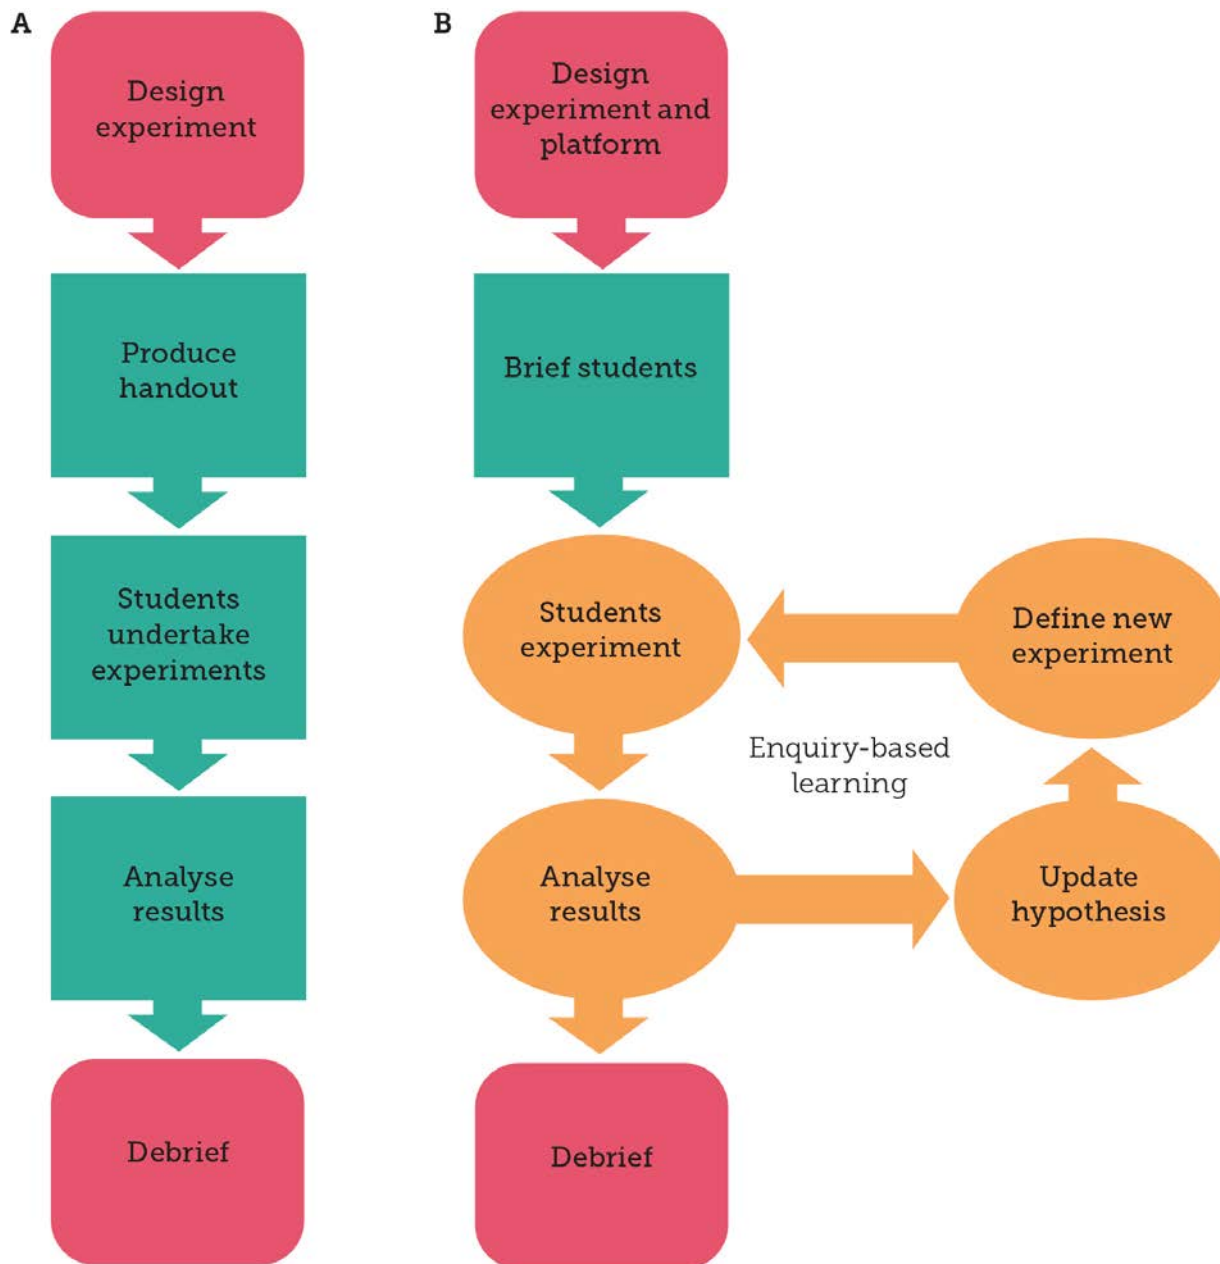 A
Design
experiment
Produce
handout
Students
undertake
experiments
Analyse
results
Debrief
B
Design
experiment and
platform
Brief students
Students
experiment
Analyse
results
Debrief
Enquiry-based
learning
Define new
experiment
Update
hypothesis